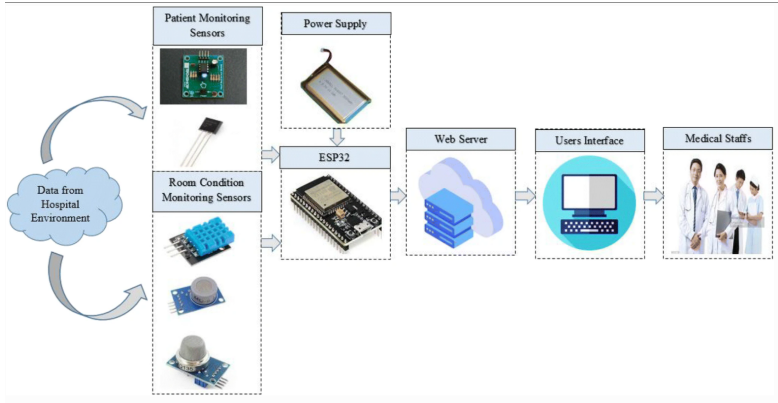 Patient Monitoring
Sensors
Power Supply
ESP32
Web Server
Users Interface
Medical Staffs
Data from
Hospital
Environment
Room Condition
Monitoring Sensors